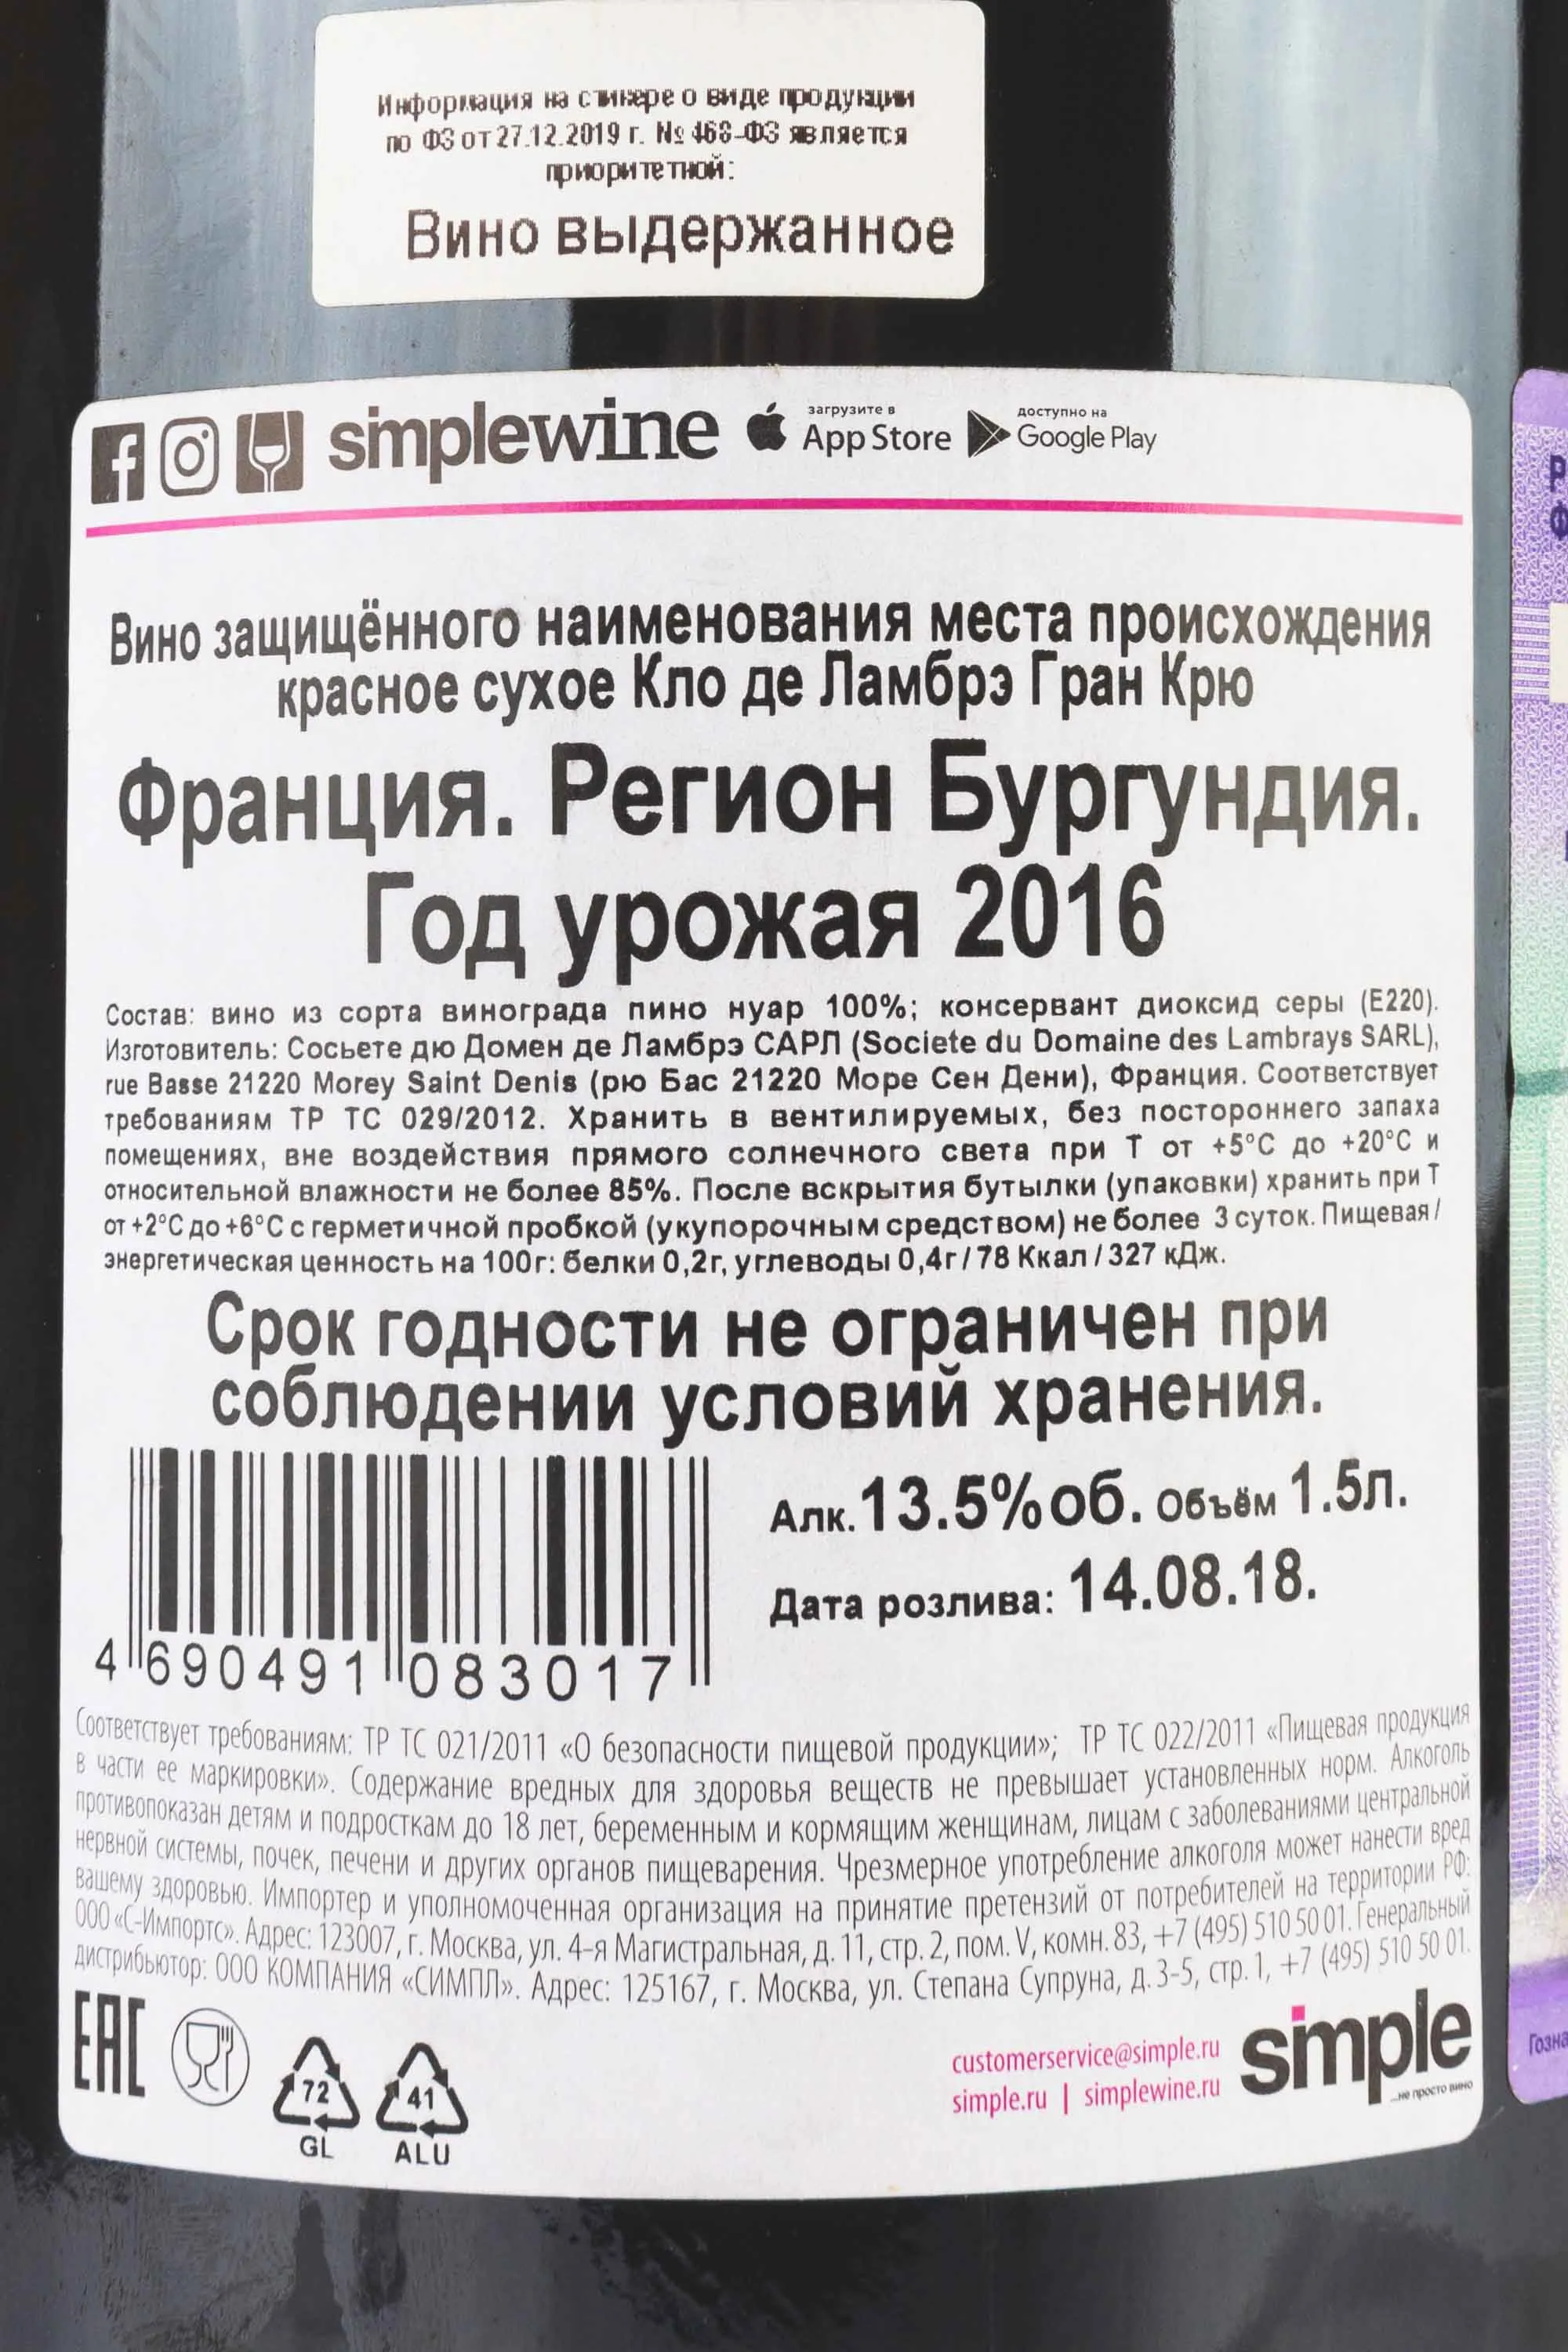 Информация на стикере о виде продукции
по ФЗ от 27.12.2019 г. № 468-ФЗ является
приоритетной:
Вино выдержанное
simplewine
загрузите в
App Store
доступно на
Google Play
Вино защищённого наименования места происхождения
красное сухое Кло де Ламбрэ Гран Крю
Франция. Регион Бургундия.
Год урожая 2016
Состав: вино из сорта винограда пино нуар 100%; консервант диоксид серы (Е220).
Изготовитель: Сосьете дю Домен де Ламбрэ САРЛ (Societe du Domaine des Lambrays SARL),
rue Basse 21220 Morey Saint Denis (рю Бас 21220 Море Сен Дени), Франция. Соответствует
требованиям ТР ТС 029/2012. Хранить в вентилируемых, без постороннего запаха
помещениях, вне воздействия прямого солнечного света при Т от +5°С до +20°С и
относительной влажности не более 85%. После вскрытия бутылки (упаковки) хранить при Т
от +2°С до +6°С с герметичной пробкой (укупорочным средством) не более 3 суток. Пищевая/
энергетическая ценность на 100г: белки 0,2г, углеводы 0,4г/78 Ккал/327 кДж.
Срок годности не ограничен при
соблюдении условий хранения.
Алк. 13.5% об. Объём 1.5л.
Дата розлива: 14.08.18.
4 690491 083017
Соответствует требованиям: ТР ТС 021/2011 «О безопасности пищевой продукции»; ТР ТС 022/2011 «Пищевая продукция
в части ее маркировки». Содержание вредных для здоровья веществ не превышает установленных норм. Алкоголь
противопоказан детям и подросткам до 18 лет, беременным и кормящим женщинам, лицам с заболеваниями центральной
нервной системы, почек, печени и других органов пищеварения. Чрезмерное употребление алкоголя может нанести вред
вашему здоровью. Импортер и уполномоченная организация на принятие претензий от потребителей на территории РФ:
ООО «С-Импортс». Адрес: 123007, г. Москва, ул. 4-я Магистральная, д. 11, стр. 2, пом. V, комн. 83, +7 (495) 510 50 01. Генеральный
дистрибьютор: ООО КОМПАНИЯ «СИМПЛ». Адрес: 125167, г. Москва, ул. Степана Супруна, д. 3-5, стр. 1, +7 (495) 510 50 01.
EAC
72
GL
41
ALU
customerservice@simple.ru
simple.ru | simplewine.ru
simple
...не просто вино